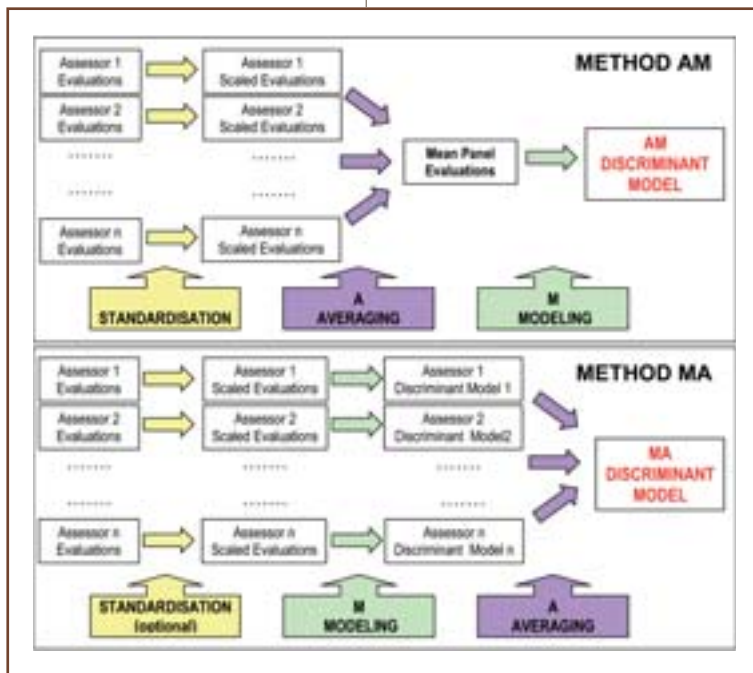 METHOD AM
Assessor 1
Evaluations
Assessor 1
Scaled Evaluations
Assessor 2
Evaluations
Assessor 2
Scaled Evaluations
.......
.......
Mean Panel
Evaluations
AM
DISCRIMINANT
MODEL
.......
.......
Assessor n
Evaluations
Assessor n
Scaled Evaluations
STANDARDISATION
A
AVERAGING
M
MODELING
METHOD MA
Assessor 1
Evaluations
Assessor 1
Scaled Evaluations
Assessor 1
Discriminant Model 1
Assessor 2
Evaluations
Assessor 2
Scaled Evaluations
Assessor 2
Discriminant Model2
.......
.......
.......
MA
DISCRIMINANT
MODEL
.......
.......
.......
Assessor n
Evaluations
Assessor n
Scaled Evaluations
Assessor n
Discriminant Model n
STANDARDISATION
(optional)
M
MODELING
A
AVERAGING